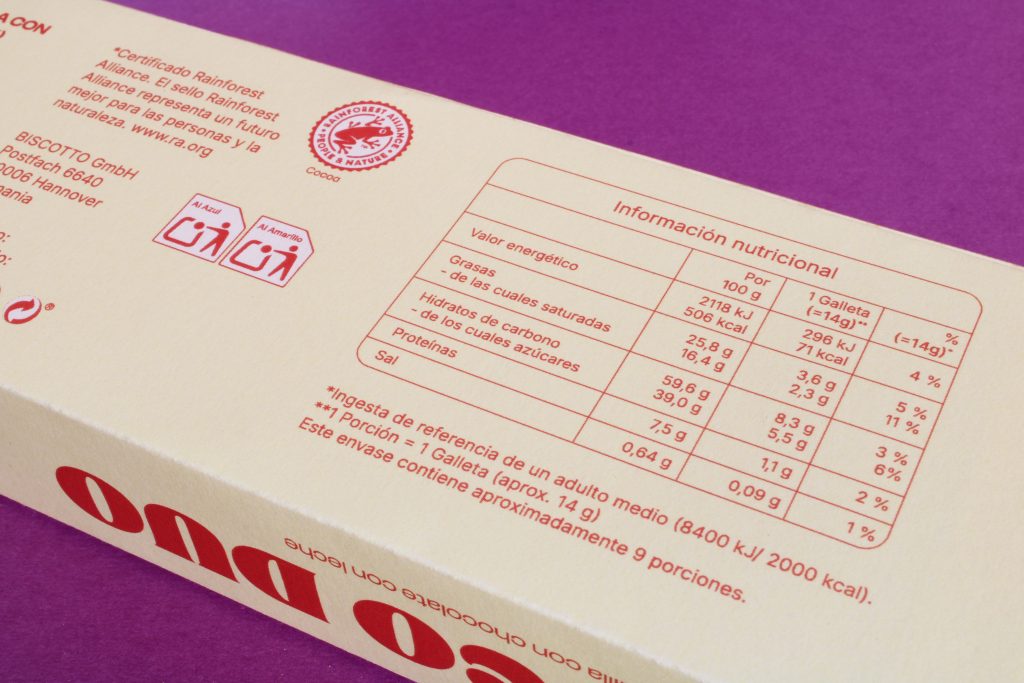 A CON
*Certificado Rainforest
Alliance. El sello Rainforest
Alliance representa un futuro
mejor para las personas y la
naturaleza. www.ra.org
RAINFOREST ALLIANCE
PEOPLE & NATURE
Cocoa
BISCOTTO GmbH
Postfach 6640
0006 Hannover
Al Azul
Al Amarillo
Información nutricional
Por
100 g
1 Galleta
(=14g)**
%
(=14g)*
Valor energético
2118 kJ
506 kcal
296 kJ
71 kcal
4 %
Grasas
- de las cuales saturadas
25,8 g
16,4 g
3,6 g
2,3 g
5 %
11 %
Hidratos de carbono
- de los cuales azúcares
59,6 g
39,0 g
8,3 g
5,5 g
3 %
6%
Proteínas
7,5 g
1,1 g
2 %
Sal
0,64 g
0,09 g
1 %
*Ingesta de referencia de un adulto medio (8400 kJ/ 2000 kcal).
**1 Porción = 1 Galleta (aprox. 14 g)
Este envase contiene aproximadamente 9 porciones.
CO DUO
con chocolate con leche